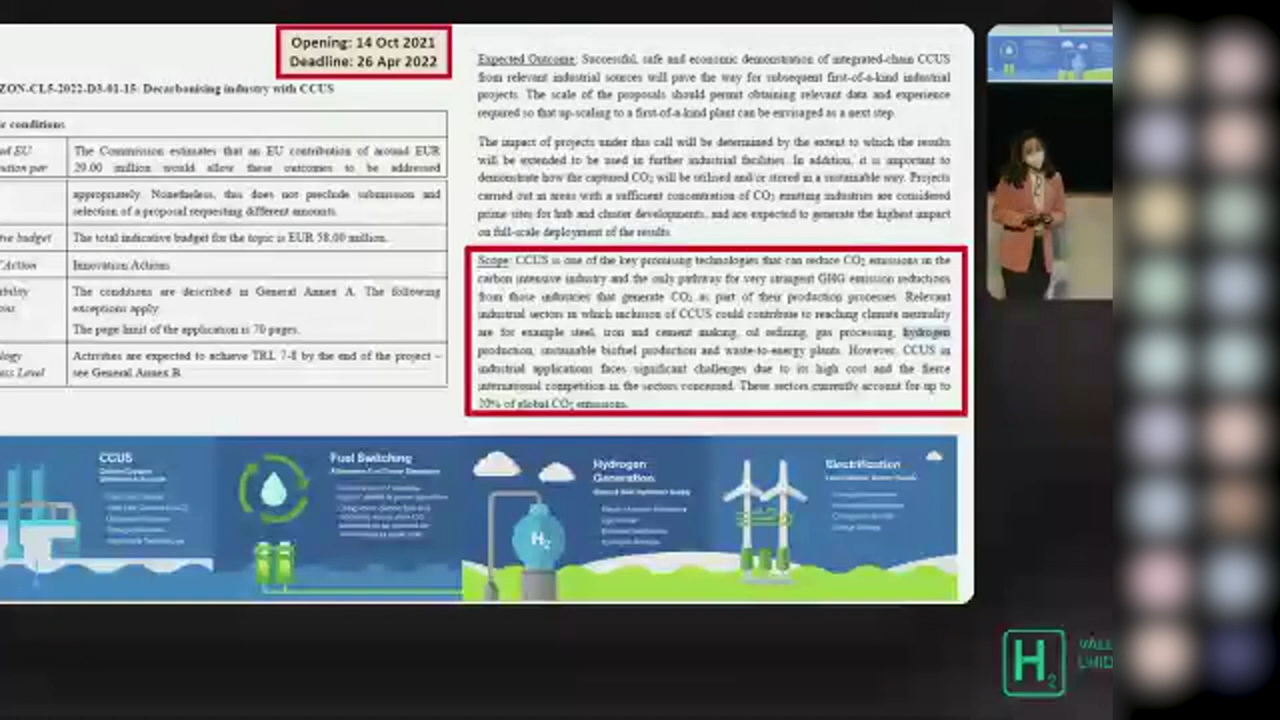 Opening: 14 Oct 2021
Deadline: 26 Apr 2022
ZON-CL5-2022-D3-01-15: Decarbonising industry with CCUS
ic conditions
ed EU
The Commission estimates that an EU contribution of around EUR
ution per
29.00 million would allow these outcomes to be addressed
appropriately. Nonetheless, this does not preclude submission and
selection of a proposal requesting different amounts.
ive budget
The total indicative budget for the topic is EUR 58.00 million.
Action
Innovation Actions
bility
The conditions are described in General Annex A. The following
ons
exceptions apply:
The page limit of the application is 70 pages.
logy
Activities are expected to achieve TRL 7-8 by the end of the project –
ss Level
see General Annex B.
Expected Outcome: Successful, safe and economic demonstration of integrated-chain CCUS
from relevant industrial sources will pave the way for subsequent first-of-a-kind industrial
projects. The scale of the proposals should permit obtaining relevant data and experience
required so that up-scaling to a first-of-a-kind plant can be envisaged as a next step.
The impact of projects under this call will be determined by the extent to which the results
will be extended to be used in further industrial facilities. In addition, it is important to
demonstrate how the captured CO₂ will be utilised and/or stored in a sustainable way. Projects
carried out in areas with a sufficient concentration of CO₂ emitting industries are considered
prime sites for hub and cluster developments, and are expected to generate the highest impact
on full-scale deployment of the results.
Scope: CCUS is one of the key promising technologies that can reduce CO₂ emissions in the
carbon intensive industry and the only pathway for very stringent GHG emission reductions
from those industries that generate CO₂ as part of their production processes. Relevant
industrial sectors in which inclusion of CCUS could contribute to reaching climate neutrality
are for example steel, iron and cement making, oil refining, gas processing, hydrogen
production, sustainable biofuel production and waste-to-energy plants. However, CCUS in
industrial applications faces significant challenges due to its high cost and the fierce
international competition in the sectors concerned. These sectors currently account for up to
20% of global CO₂ emissions.
CCUS
Fuel Switching
Hydrogen
Generation
H₂
Electrification
H₂